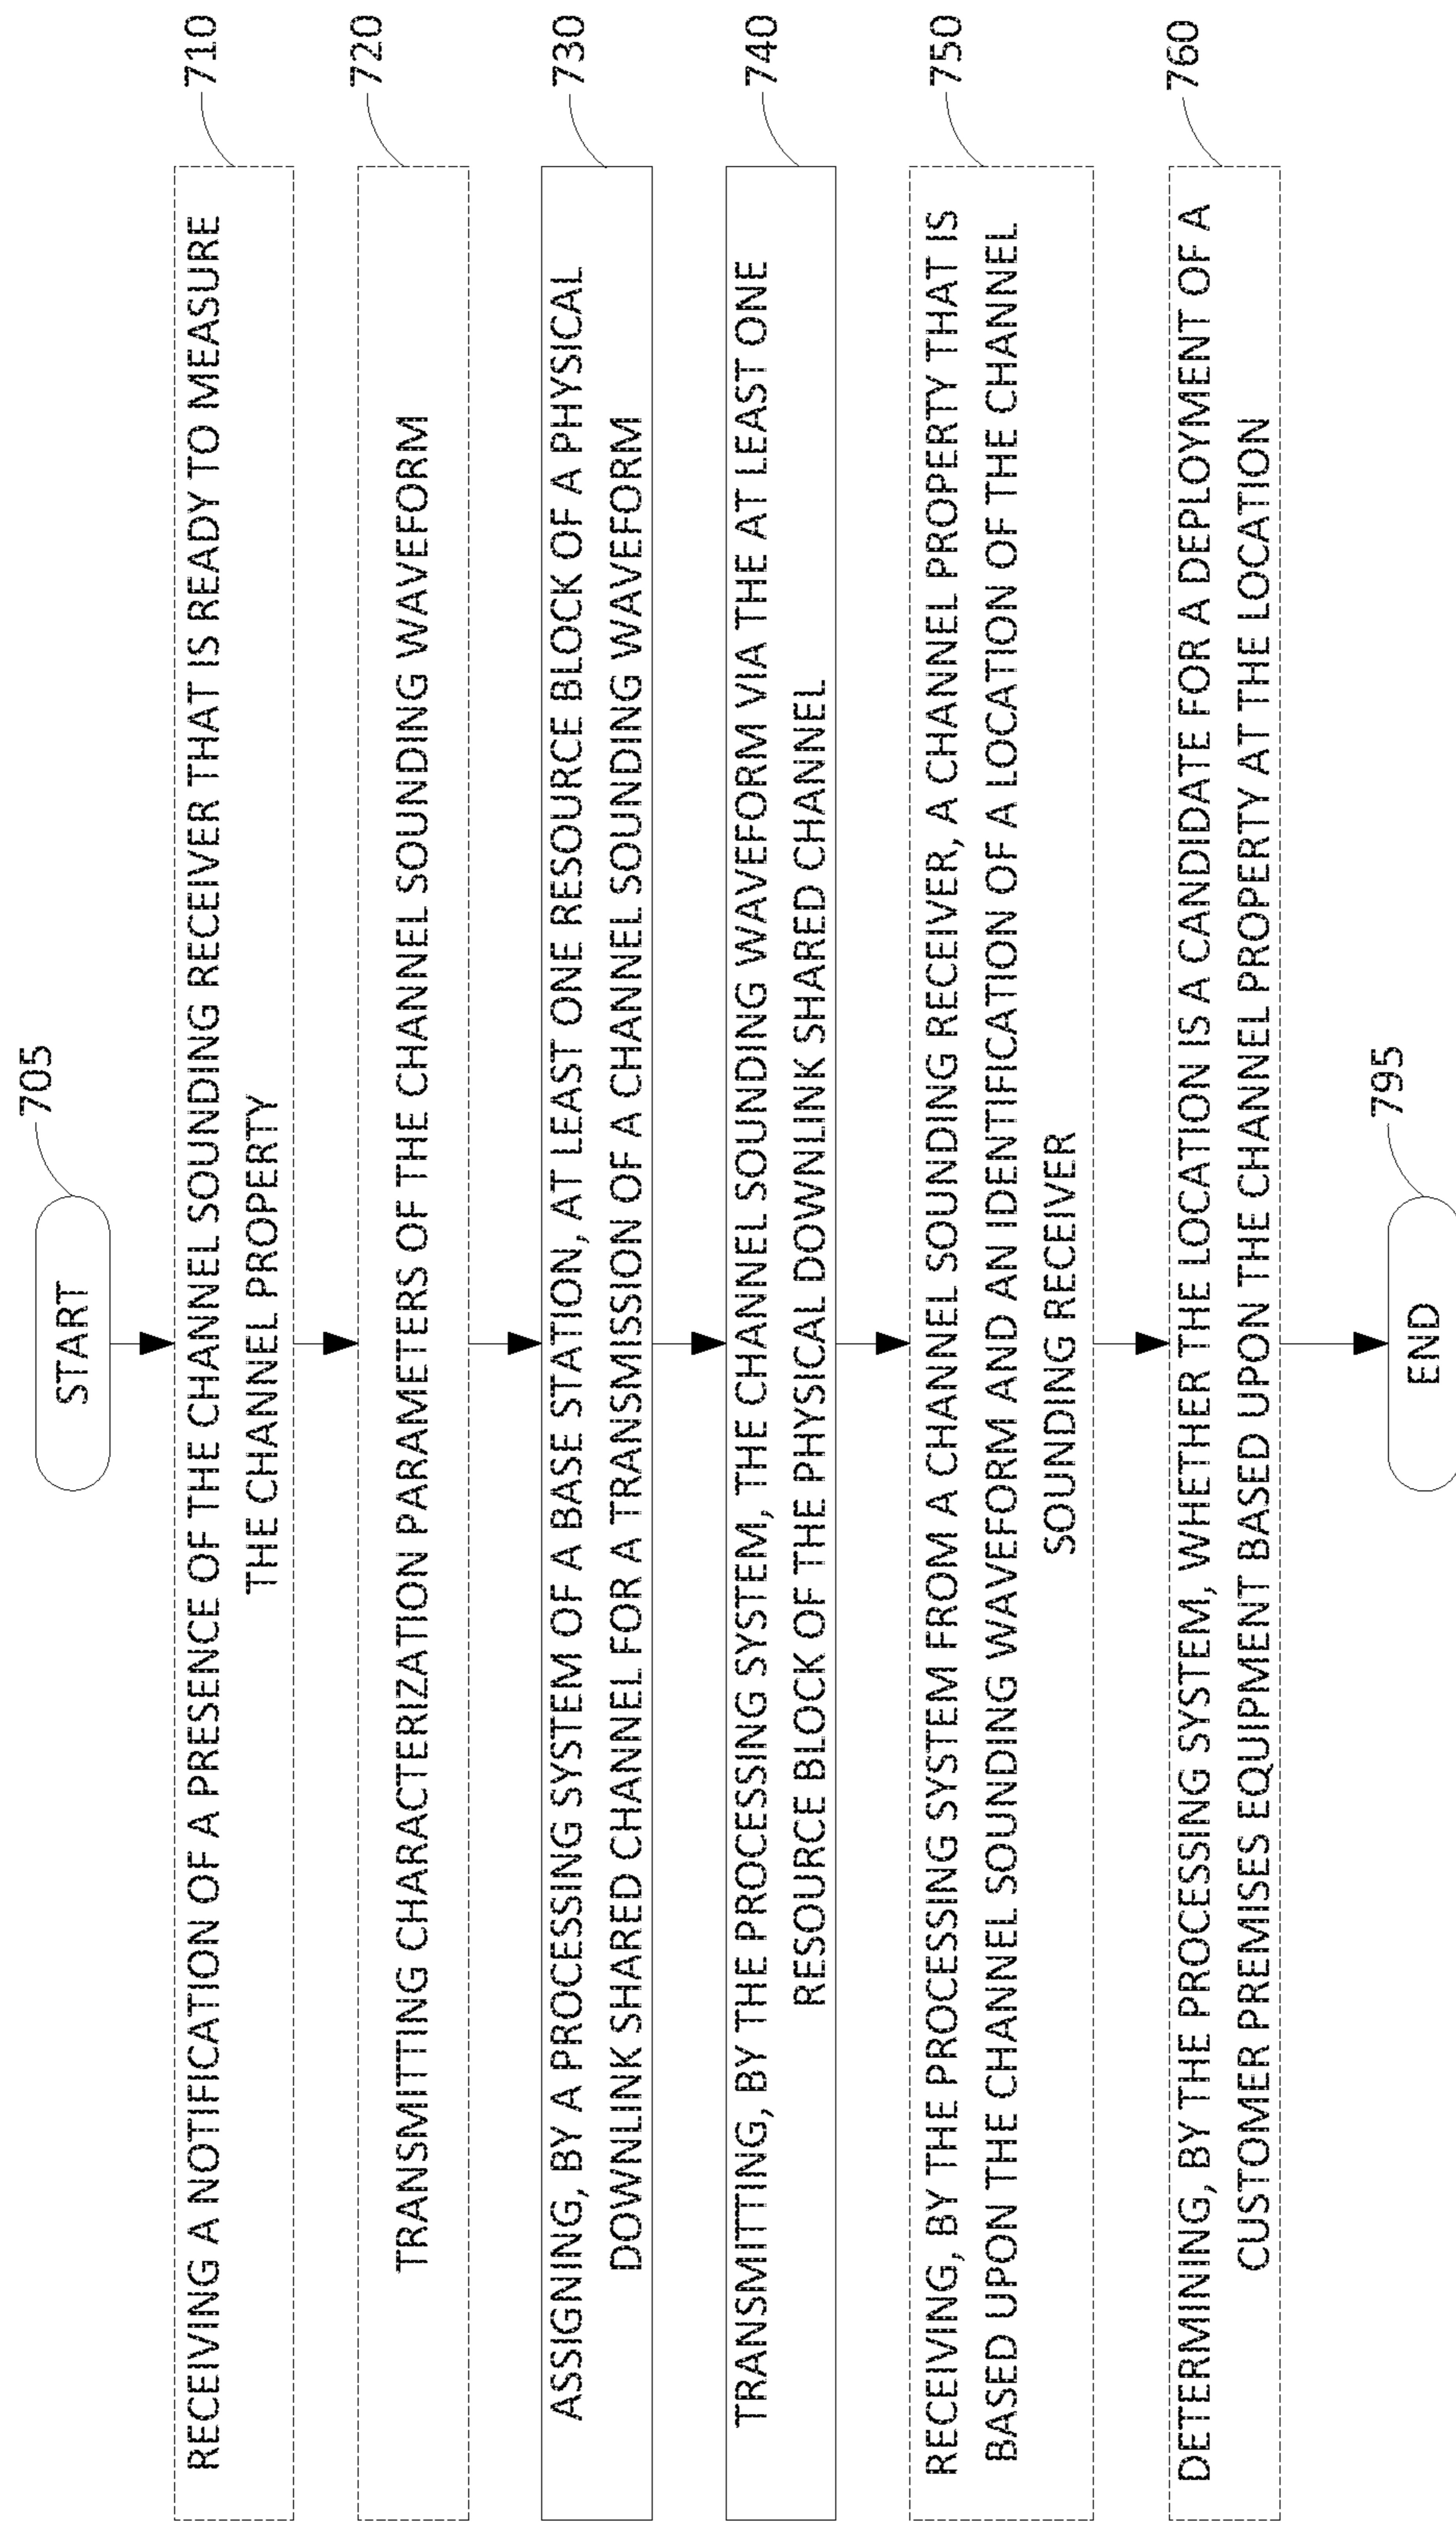 705
START
710
RECEIVING A NOTIFICATION OF A PRESENCE OF THE CHANNEL SOUNDING RECEIVER THAT IS READY TO MEASURE
THE CHANNEL PROPERTY
720
TRANSMITTING CHARACTERIZATION PARAMETERS OF THE CHANNEL SOUNDING WAVEFORM
730
ASSIGNING, BY A PROCESSING SYSTEM OF A BASE STATION, AT LEAST ONE RESOURCE BLOCK OF A PHYSICAL
DOWNLINK SHARED CHANNEL FOR A TRANSMISSION OF A CHANNEL SOUNDING WAVEFORM
740
TRANSMITTING, BY THE PROCESSING SYSTEM, THE CHANNEL SOUNDING WAVEFORM VIA THE AT LEAST ONE
RESOURCE BLOCK OF THE PHYSICAL DOWNLINK SHARED CHANNEL
750
RECEIVING, BY THE PROCESSING SYSTEM FROM A CHANNEL SOUNDING RECEIVER, A CHANNEL PROPERTY THAT IS
BASED UPON THE CHANNEL SOUNDING WAVEFORM AND AN IDENTIFICATION OF A LOCATION OF THE CHANNEL
SOUNDING RECEIVER
760
DETERMINING, BY THE PROCESSING SYSTEM, WHETHER THE LOCATION IS A CANDIDATE FOR A DEPLOYMENT OF A
CUSTOMER PREMISES EQUIPMENT BASED UPON THE CHANNEL PROPERTY AT THE LOCATION
795
END